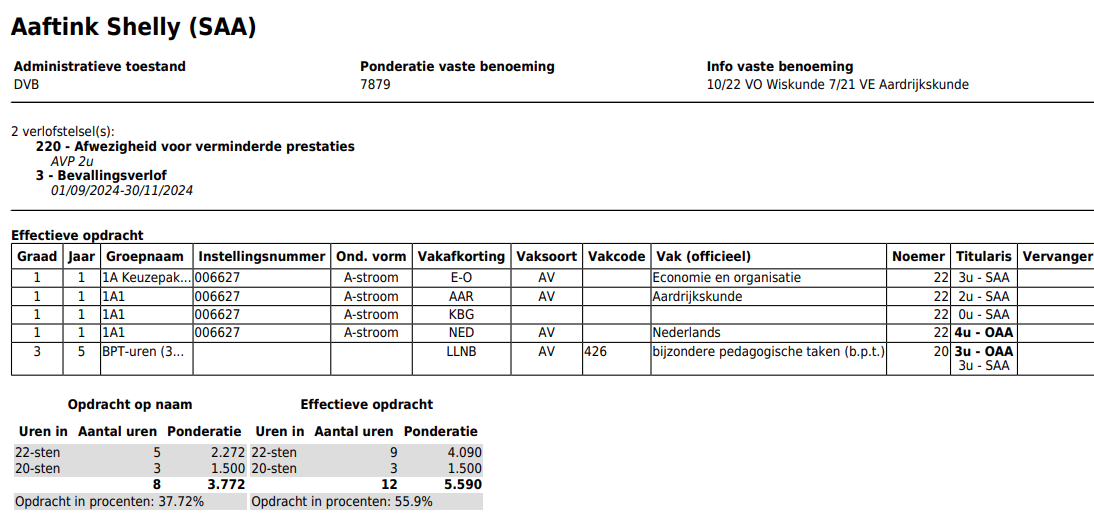 Aaftink Shelly (SAA)
Administratieve toestand Ponderatie vaste benoeming Info vaste benoeming
DVB 7879 10/22 VO Wiskunde 7/21 VE Aardrijkskunde
2 verlofstelsel(s):
220 - Afwezigheid voor verminderde prestaties
AVP 2u
3 - Bevallingsverlof
01/09/2024-30/11/2024
Effectieve opdracht
Graad Jaar Groepnaam Instellingsnummer Ond. vorm Vakafkorting Vaksoort Vakcode Vak (officieel) Noemer Titularis Vervanger
1 1 1A Keuzepak... 006627 A-stroom E-O AV Economie en organisatie 22 3u - SAA
1 1 1A1 006627 A-stroom AAR AV Aardrijkskunde 22 2u - SAA
1 1 1A1 006627 A-stroom KBG 22 0u - SAA
1 1 1A1 006627 A-stroom NED AV Nederlands 22 4u - OAA
3 5 BPT-uren (3... LLNB AV 426 bijzondere pedagogische taken (b.p.t.) 20 3u - OAA
3u - SAA
Opdracht op naam Effectieve opdracht
Uren in Aantal uren Ponderatie Uren in Aantal uren Ponderatie
22-sten 5 2.272 22-sten 9 4.090
20-sten 3 1.500 20-sten 3 1.500
8 3.772 12 5.590
Opdracht in procenten: 37.72% Opdracht in procenten: 55.9%